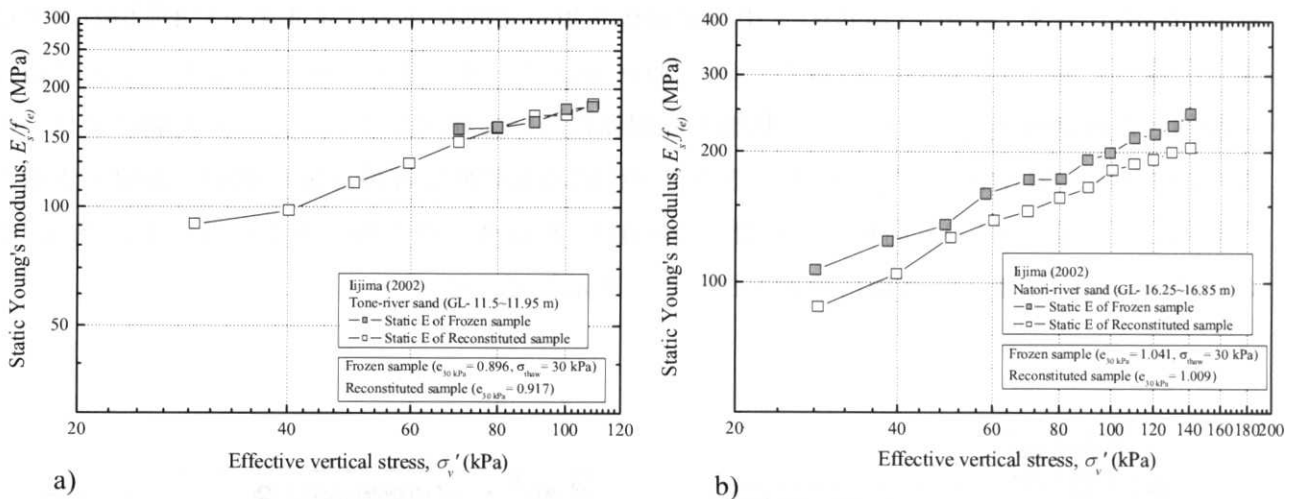 300
250
200
150
100
50
Static Young's modulus, E_s/f_(e) (MPa)
Iijima (2002)
Tone-river sand (GL- 11.5~11.95 m)
Static E of Frozen sample
Static E of Reconstituted sample
Frozen sample (e_30 kPa = 0.896, σ_thaw = 30 kPa)
Reconstituted sample (e_30 kPa = 0.917)
20 40 60 80 100 120
Effective vertical stress, σ_v' (kPa)
a)
400
300
200
100
Static Young's modulus, E_s/f_(e) (MPa)
Iijima (2002)
Natori-river sand (GL- 16.25~16.85 m)
Static E of Frozen sample
Static E of Reconstituted sample
Frozen sample (e_30 kPa = 1.041, σ_thaw = 30 kPa)
Reconstituted sample (e_30 kPa = 1.009)
20 40 60 80 100 120 140 160 180 200
Effective vertical stress, σ_v' (kPa)
b)